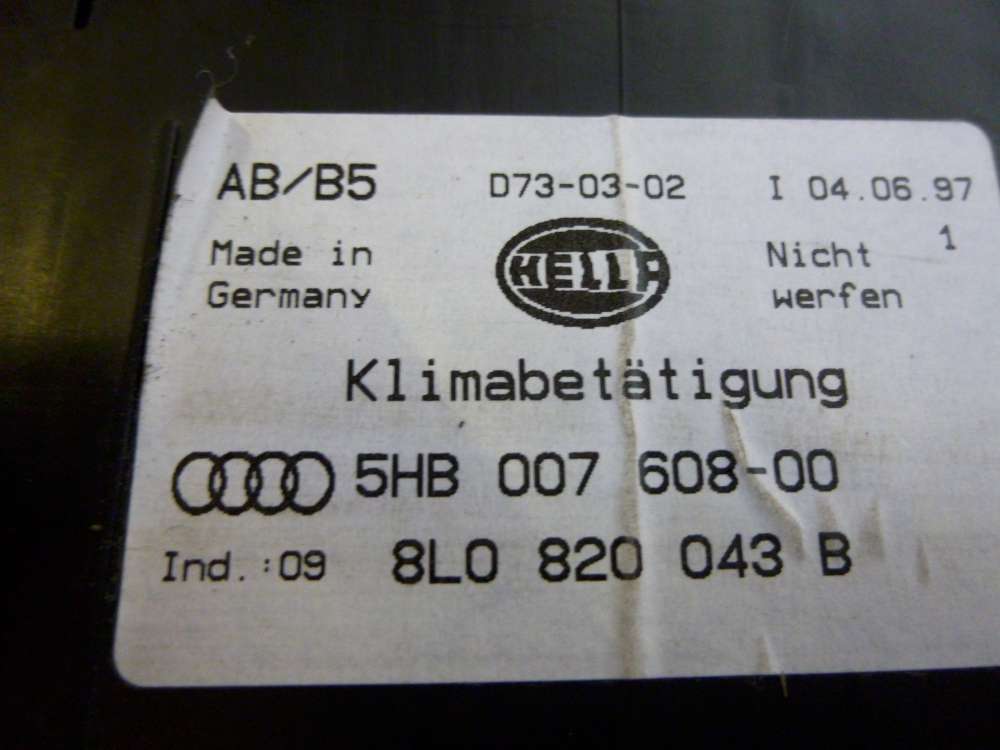 AB/B5 D73-03-02 I 04.06.97
Made in HELLA Nicht 1
Germany werfen
Klimabetätigung
5HB 007 608-00
Ind.:09 8L0 820 043 B